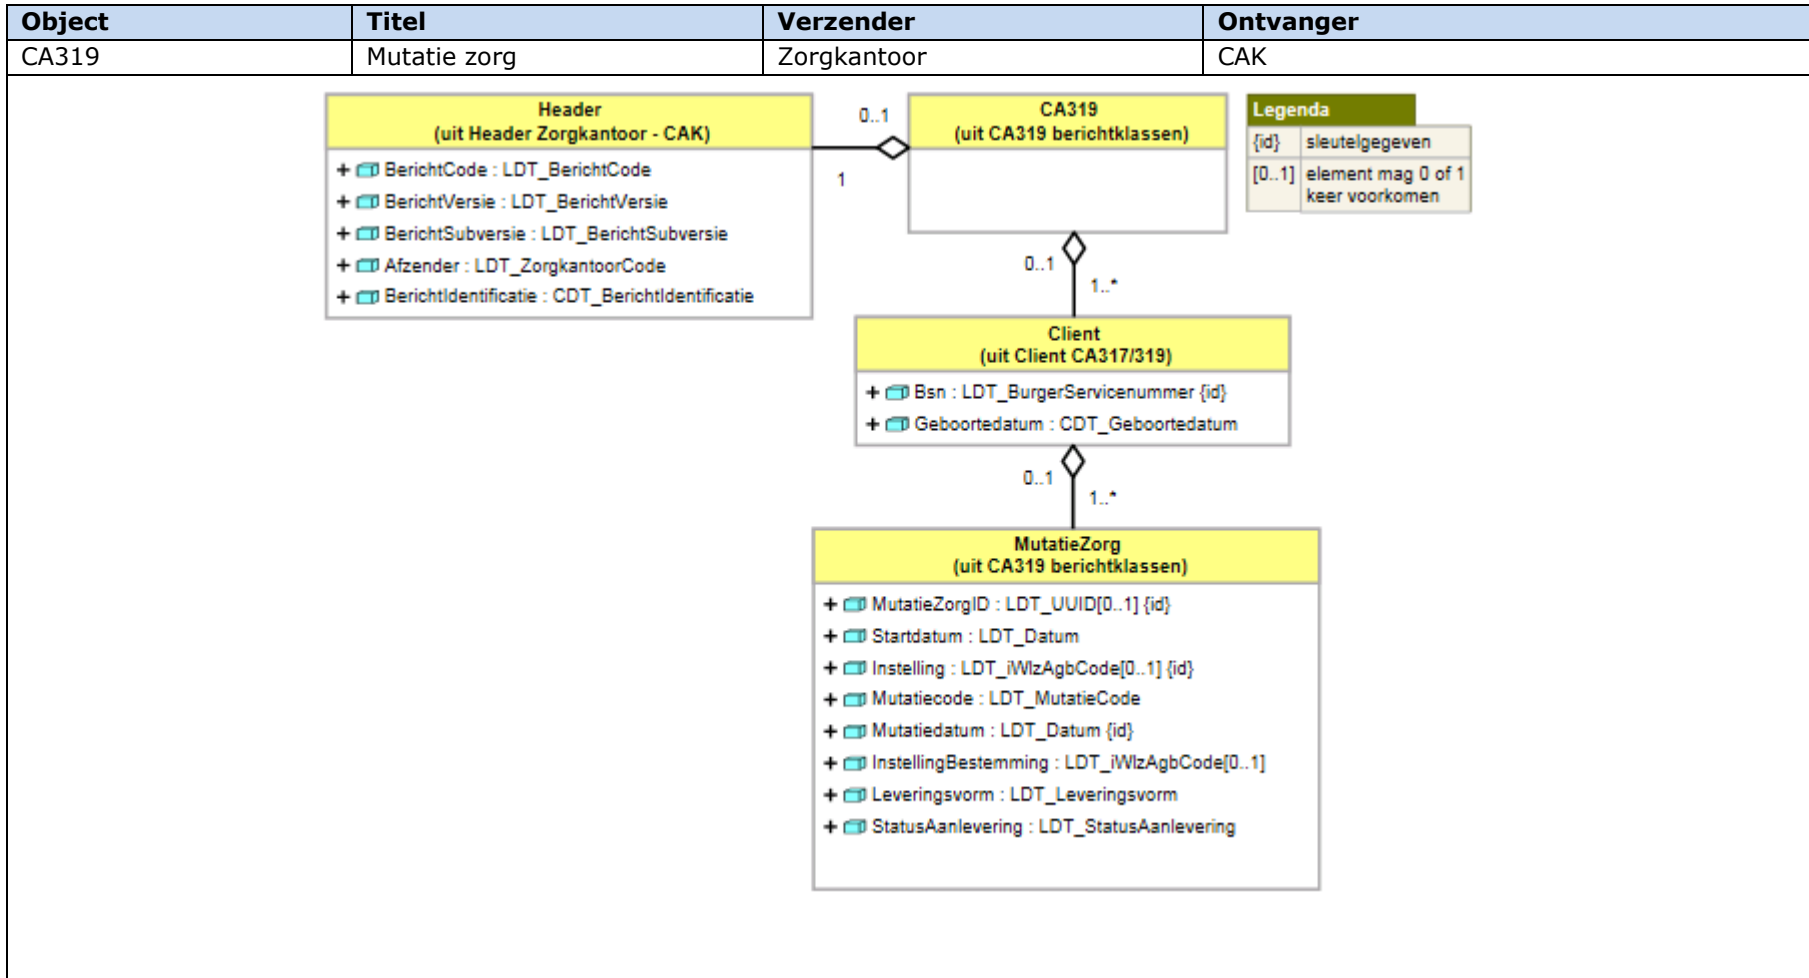 Object Titel Verzender Ontvanger
CA319 Mutatie zorg Zorgkantoor CAK
Header
(uit Header Zorgkantoor - CAK)
+ BerichtCode : LDT_BerichtCode
+ BerichtVersie : LDT_BerichtVersie
+ BerichtSubversie : LDT_BerichtSubversie
+ Afzender : LDT_ZorgkantoorCode
+ BerichtIdentificatie : CDT_BerichtIdentificatie
0..1
1
CA319
(uit CA319 berichtklassen)
Legenda
{id} sleutelgegeven
[0..1] element mag 0 of 1
keer voorkomen
0..1
1..*
Client
(uit Client CA317/319)
+ Bsn : LDT_BurgerServicenummer {id}
+ Geboortedatum : CDT_Geboortedatum
0..1
1..*
MutatieZorg
(uit CA319 berichtklassen)
+ MutatieZorgID : LDT_UUID[0..1] {id}
+ Startdatum : LDT_Datum
+ Instelling : LDT_iWlzAgbCode[0..1] {id}
+ Mutatiecode : LDT_MutatieCode
+ Mutatiedatum : LDT_Datum {id}
+ InstellingBestemming : LDT_iWlzAgbCode[0..1]
+ Leveringsvorm : LDT_Leveringsvorm
+ StatusAanlevering : LDT_StatusAanlevering